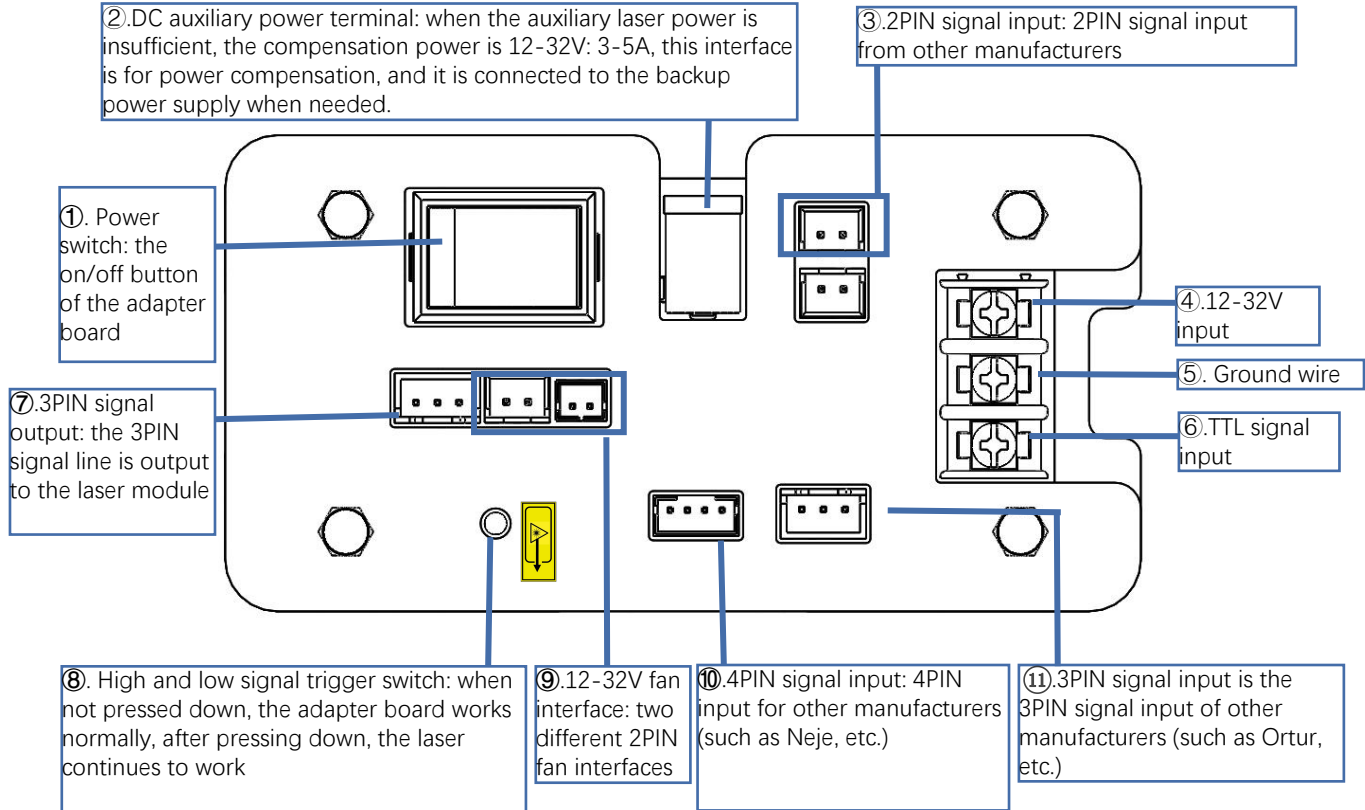 ②.DC auxiliary power terminal: when the auxiliary laser power is
insufficient, the compensation power is 12-32V: 3-5A, this interface
is for power compensation, and it is connected to the backup
power supply when needed.
③.2PIN signal input: 2PIN signal input
from other manufacturers
①. Power
switch: the
on/off button
of the adapter
board
④.12-32V
input
⑤. Ground wire
⑥.TTL signal
input
⑦.3PIN signal
output: the 3PIN
signal line is output
to the laser module
⑧. High and low signal trigger switch: when
not pressed down, the adapter board works
normally, after pressing down, the laser
continues to work
⑨.12-32V fan
interface: two
different 2PIN
fan interfaces
⑩.4PIN signal input: 4PIN
input for other manufacturers
(such as Neje, etc.)
⑪.3PIN signal input is the
3PIN signal input of other
manufacturers (such as Ortur,
etc.)